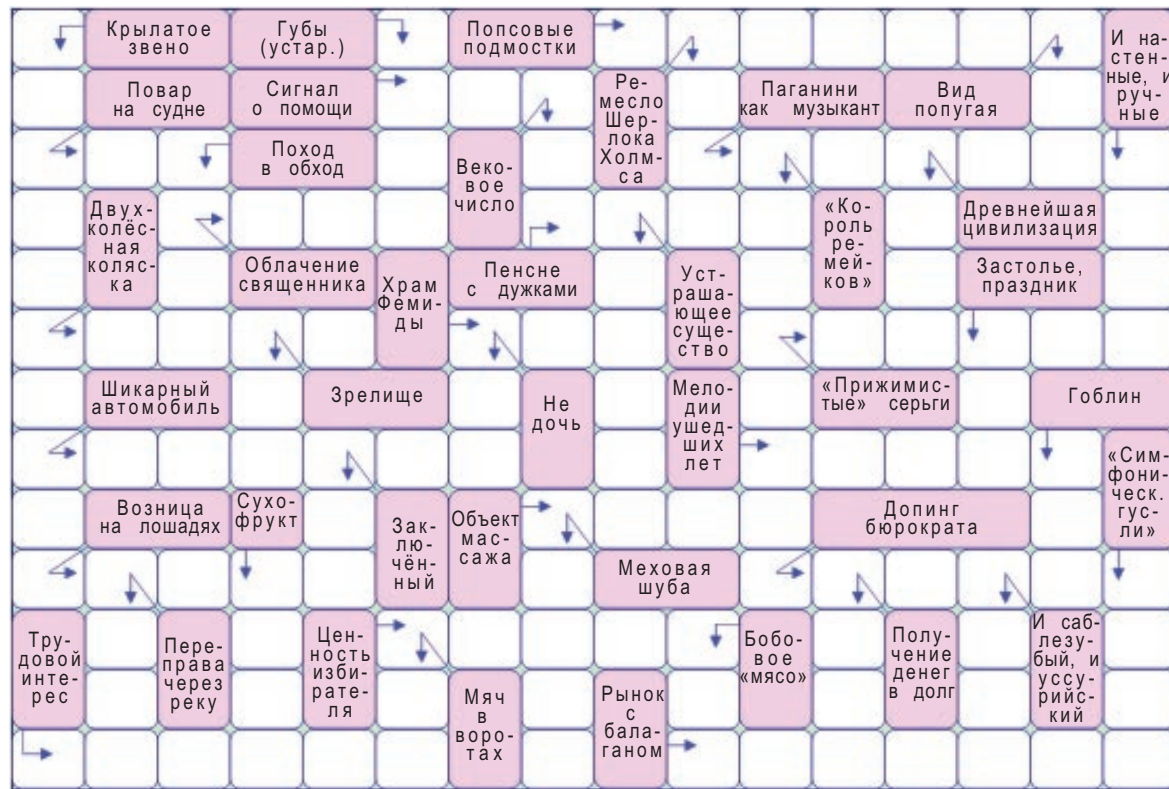 Крылатое
звено
Губы
(устар.)
Попсовые
подмостки
И на-
стен-
ные, и
руч-
ные
Повар
на судне
Сигнал
о помощи
Ре-
месло
Шер-
лока
Холм-
са
Паганини
как музыкант
Вид
попугая
Поход
в обход
Веко-
вое
число
Двух-
колёс-
ная
коляс-
ка
«Ко-
роль
ре-
мей-
ков»
Древнейшая
цивилизация
Облачение
священника
Храм
Феми-
ды
Пенсне
с дужками
Уст-
раша-
ющее
суще-
ство
Застолье,
праздник
Шикарный
автомобиль
Зрелище
Не
дочь
Мело-
дии
ушед-
ших
лет
«Прижимис-
тые» серьги
Гоблин
«Сим-
фони-
ческ.
гус-
ли»
Возница
на лошадях
Сухо-
фрукт
Зак-
лю-
чён-
ный
Объект
мас-
сажа
Допинг
бюрократа
Меховая
шуба
Тру-
довой
инте-
рес
Пере-
права
через
реку
Цен-
ность
изби-
рате-
ля
Бобо-
вое
«мясо»
Полу-
чение
денег
в долг
И саб-
лезу-
бый, и
уссу-
рийс-
кий
Мяч
в
воро-
тах
Рынок
с
бала-
ганом